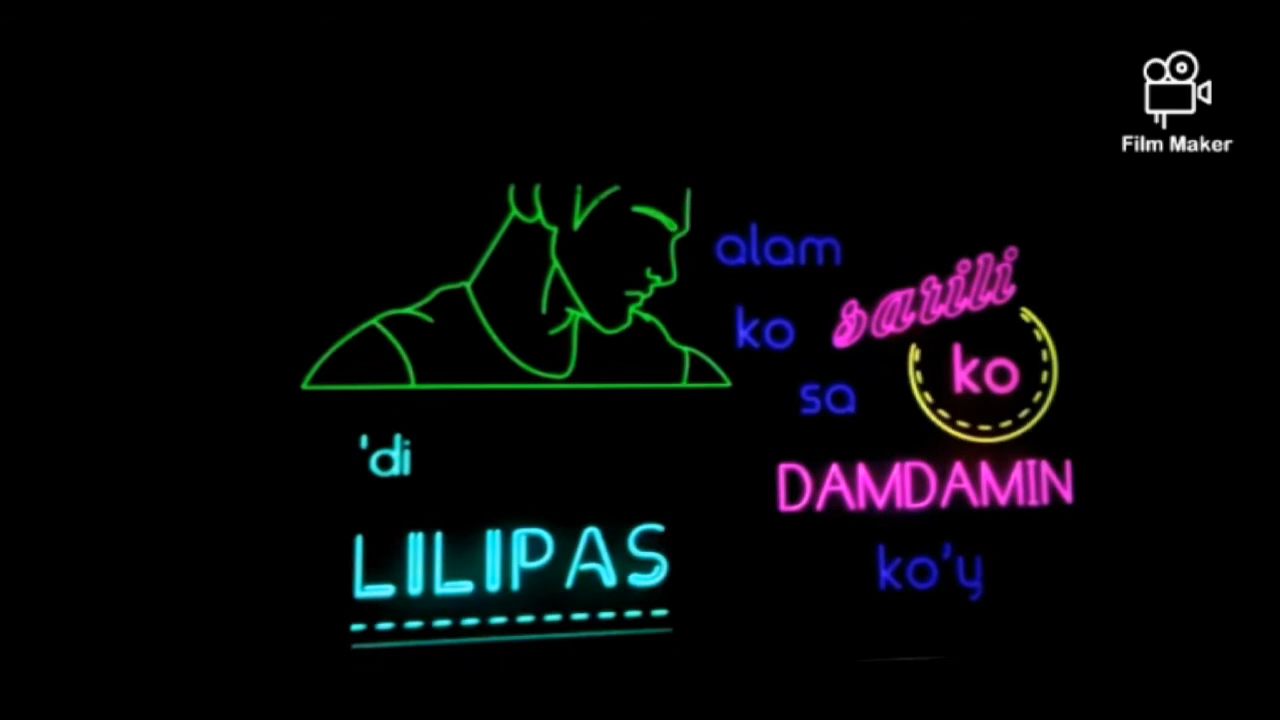 Film Maker
alam
ko
sa
sarili
ko
DAMDAMIN
ko'y
'di
LILIPAS